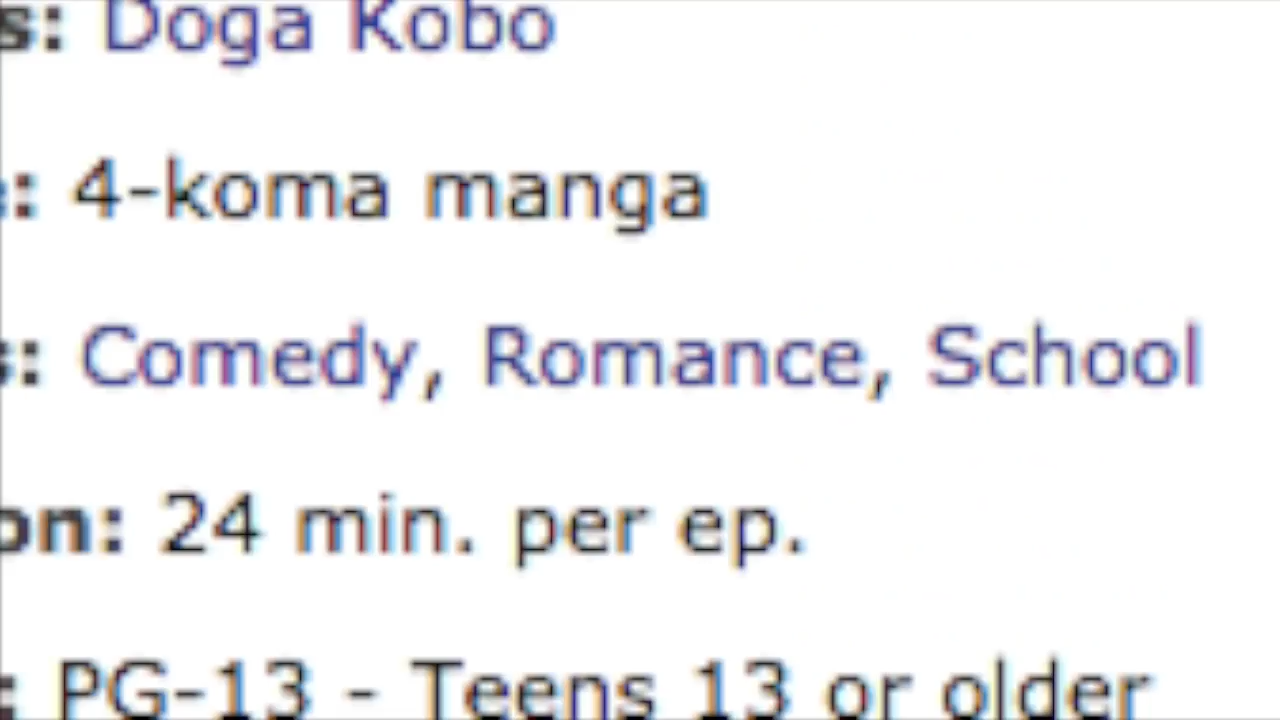 s: Doga Kobo
e: 4-koma manga
s: Comedy, Romance, School
on: 24 min. per ep.
: PG-13 - Teens 13 or older